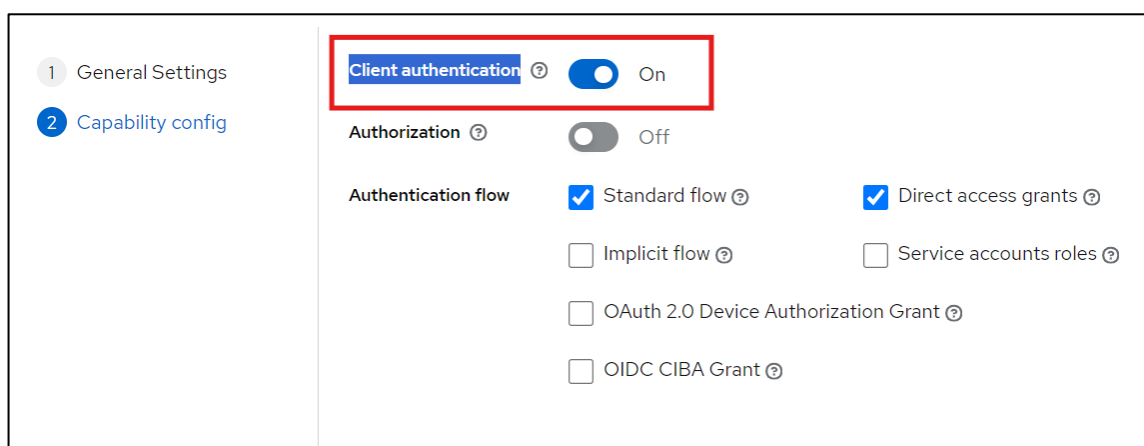 1 General Settings
2 Capability config
Client authentication ? On
Authorization ? Off
Authentication flow
Standard flow ? Direct access grants ?
Implicit flow ? Service accounts roles ?
OAuth 2.0 Device Authorization Grant ?
OIDC CIBA Grant ?